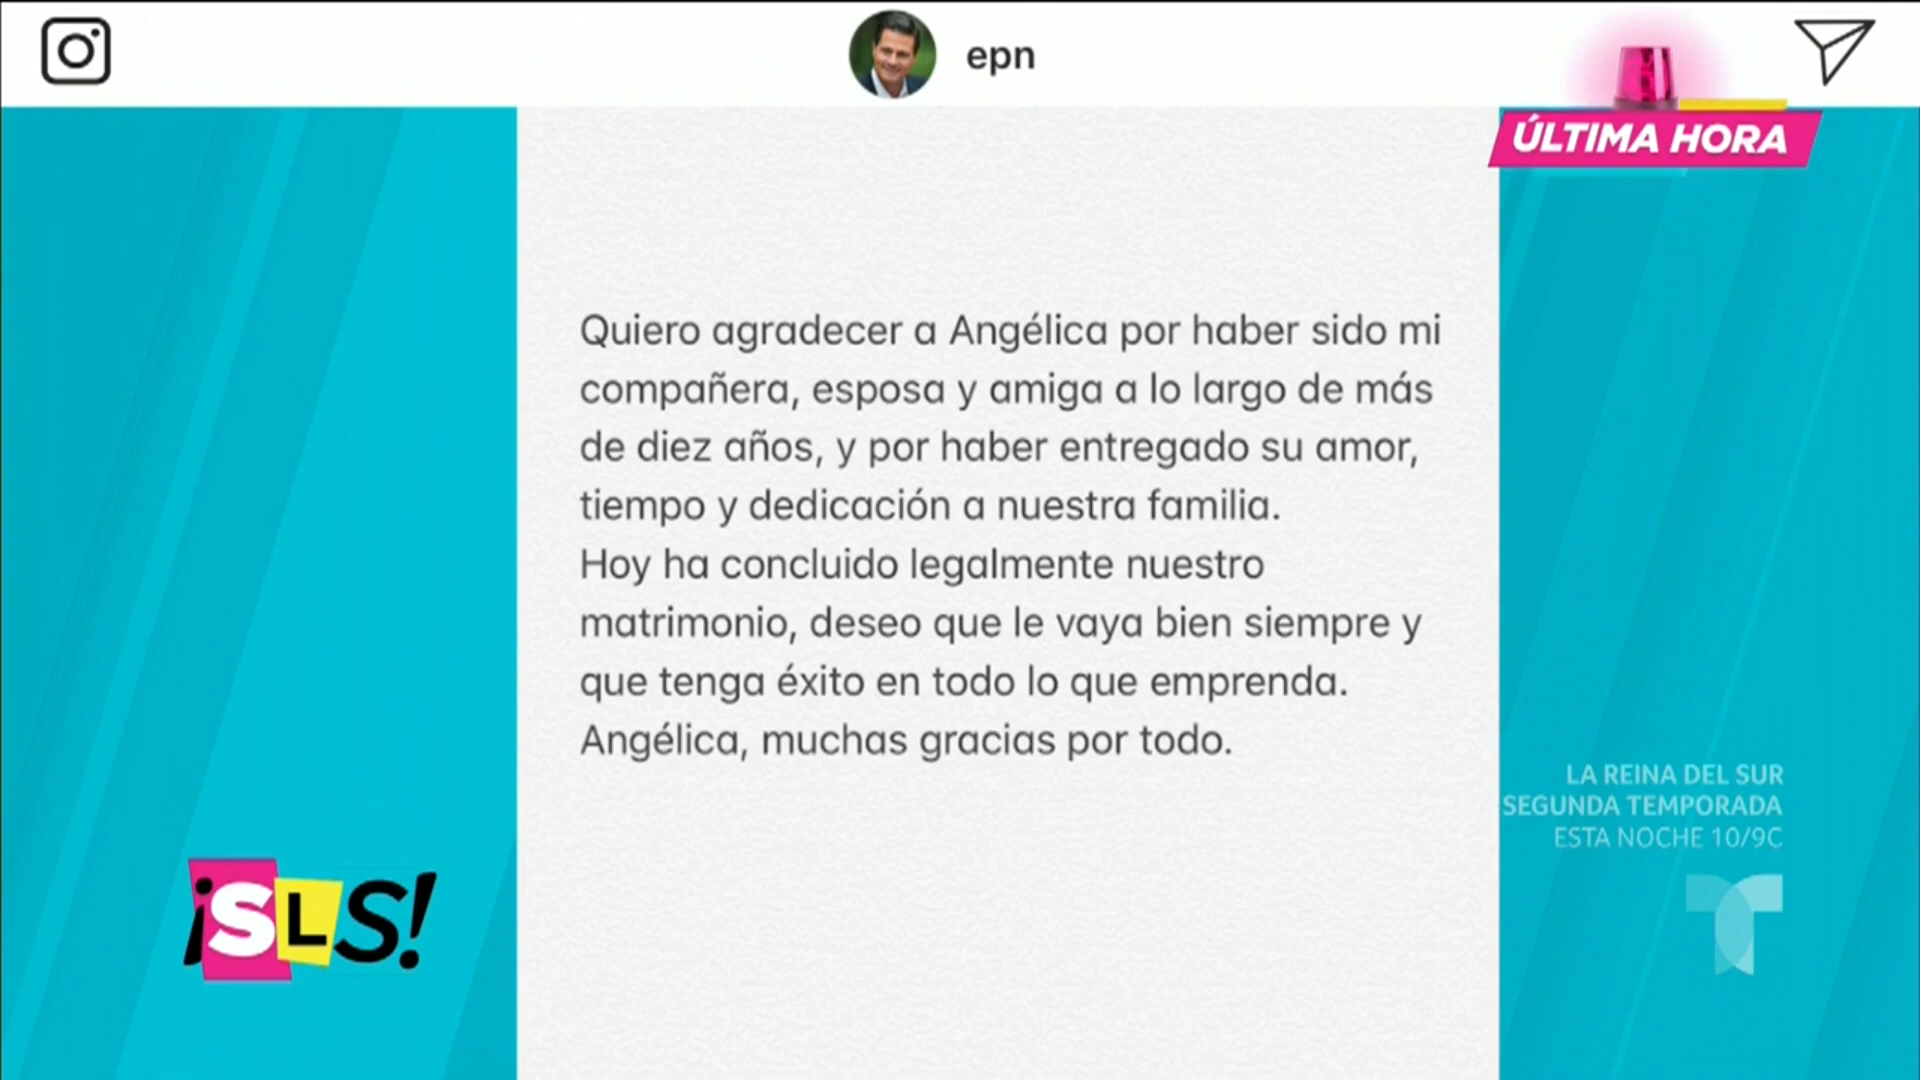 epn
ÚLTIMA HORA
Quiero agradecer a Angélica por haber sido mi
compañera, esposa y amiga a lo largo de más
de diez años, y por haber entregado su amor,
tiempo y dedicación a nuestra familia.
Hoy ha concluido legalmente nuestro
matrimonio, deseo que le vaya bien siempre y
que tenga éxito en todo lo que emprenda.
Angélica, muchas gracias por todo.
LA REINA DEL SUR
SEGUNDA TEMPORADA
ESTA NOCHE 10/9C
¡SLS!